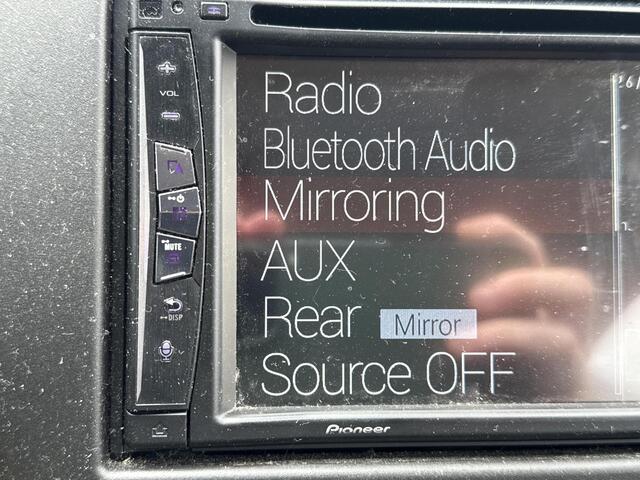 Radio
Bluetooth Audio
Mirroring
AUX
Rear Mirror
Source OFF
VOL
MUTE
DISP
Pioneer